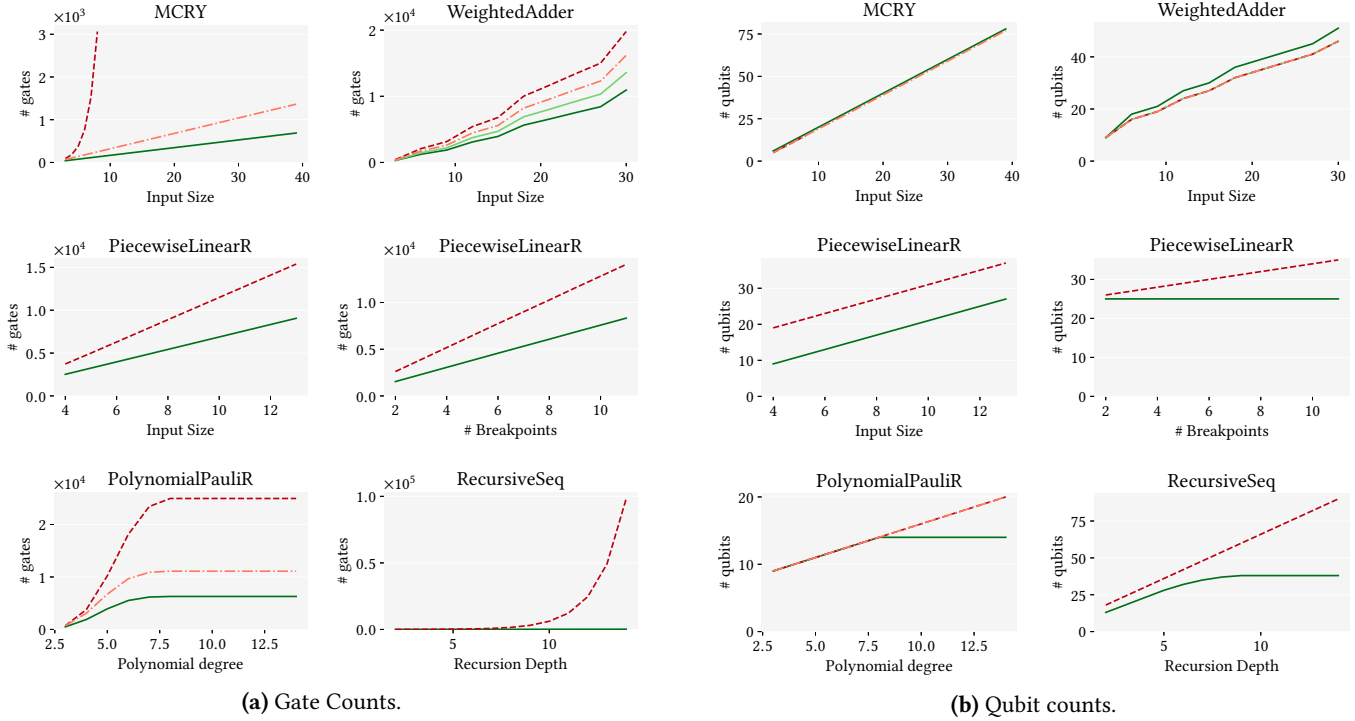 MCRY
×10³
3
2
1
0
# gates
10 20 30 40
Input Size
WeightedAdder
×10⁴
2
1
0
# gates
10 20 30
Input Size
MCRY
75
50
25
0
# qubits
10 20 30 40
Input Size
WeightedAdder
40
20
0
# qubits
10 20 30
Input Size
PiecewiseLinearR
×10⁴
1.5
1.0
0.5
0.0
# gates
4 6 8 10 12
Input Size
PiecewiseLinearR
×10⁴
1.0
0.5
0.0
# gates
2 4 6 8 10
# Breakpoints
PiecewiseLinearR
30
20
10
0
# qubits
4 6 8 10 12
Input Size
PiecewiseLinearR
30
20
10
0
# qubits
2 4 6 8 10
# Breakpoints
PolynomialPauliR
×10⁴
2
1
0
# gates
2.5 5.0 7.5 10.0 12.5
Polynomial degree
RecursiveSeq
×10⁵
1.0
0.5
0.0
# gates
5 10
Recursion Depth
PolynomialPauliR
20
10
0
# qubits
2.5 5.0 7.5 10.0 12.5
Polynomial degree
RecursiveSeq
75
50
25
0
# qubits
5 10
Recursion Depth
(a) Gate Counts.
(b) Qubit counts.